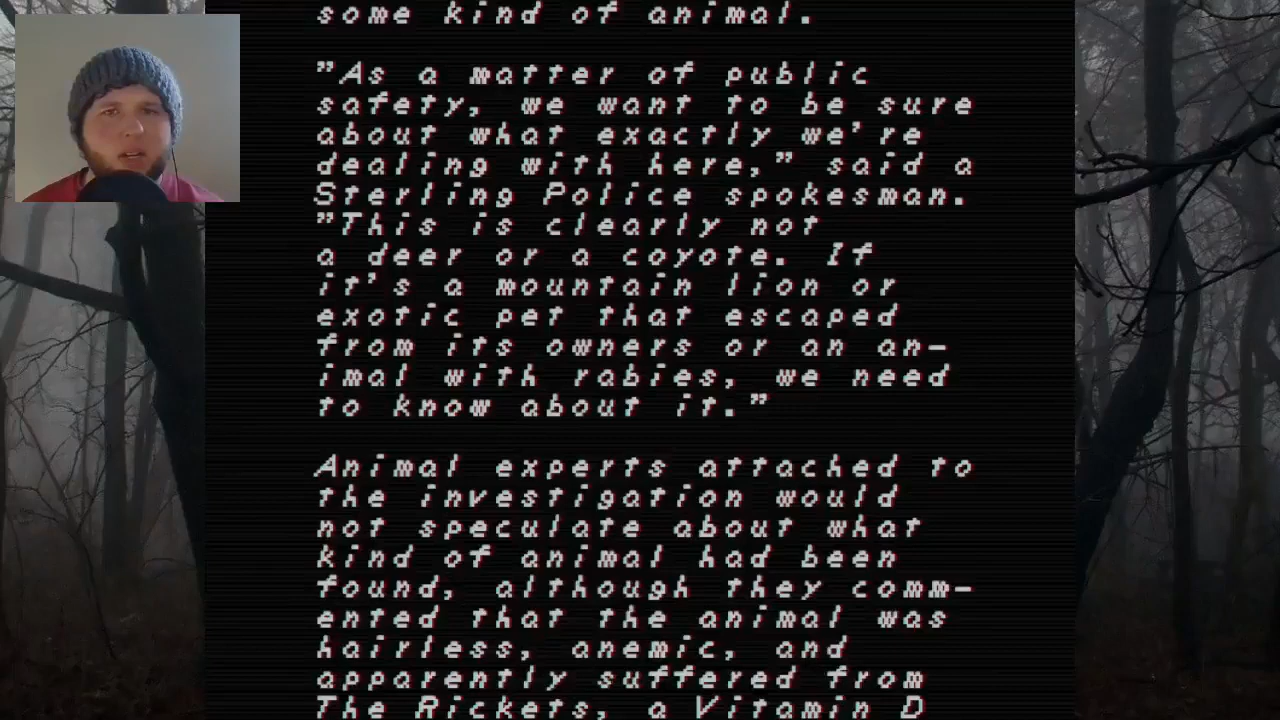 some kind of animal.
"As a matter of public
safety, we want to be sure
about what exactly we're
dealing with here," said a
Sterling Police spokesman.
"This is clearly not
a deer or a coyote. If
it's a mountain lion or
exotic pet that escaped
from its owners or an an-
imal with rabies, we need
to know about it."
Animal experts attached to
the investigation would
not speculate about what
kind of animal had been
found, although they comm-
ented that the animal was
hairless, anemic, and
apparently suffered from
The Rickets, a Vitamin D